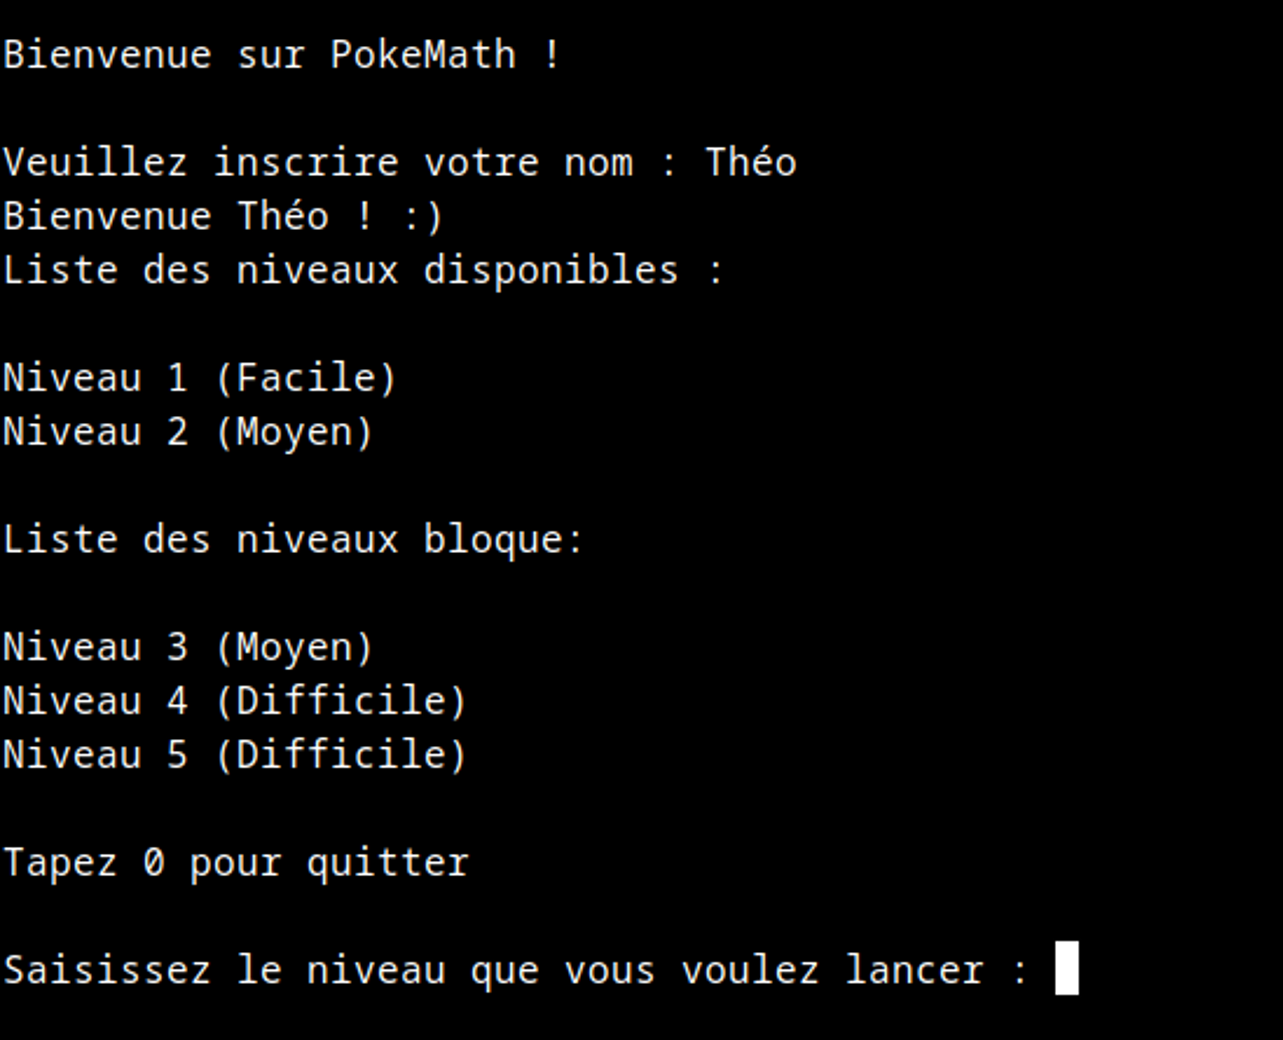 Bienvenue sur PokeMath !
Veuillez inscrire votre nom : Théo
Bienvenue Théo ! :)
Liste des niveaux disponibles :
Niveau 1 (Facile)
Niveau 2 (Moyen)
Liste des niveaux bloque:
Niveau 3 (Moyen)
Niveau 4 (Difficile)
Niveau 5 (Difficile)
Tapez 0 pour quitter
Saisissez le niveau que vous voulez lancer :